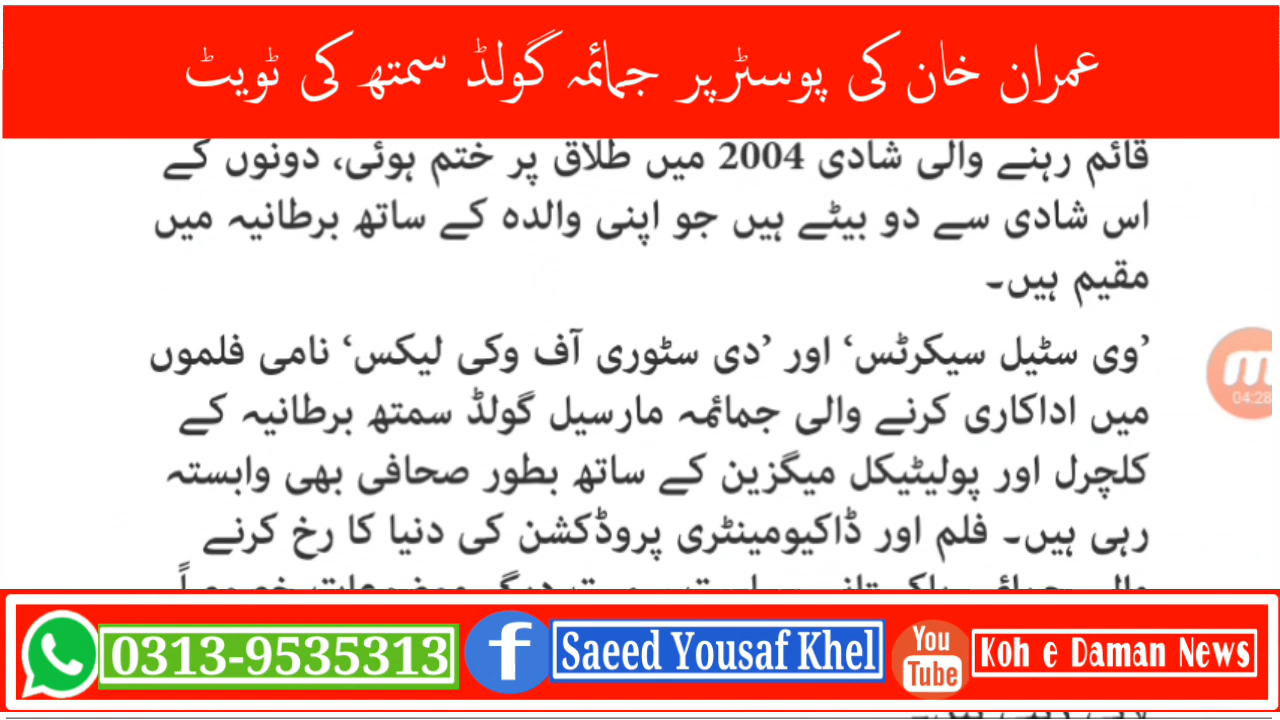 عمران خان کی پوسٹر پر جمائمہ گولڈ سمتھ کی ٹویٹ
قائم رہنے والی شادی 2004 میں طلاق پر ختم ہوئی، دونوں کے
اس شادی سے دو بیٹے ہیں جو اپنی والدہ کے ساتھ برطانیہ میں
مقیم ہیں۔
’وی سٹیل سیکرٹس‘ اور ’دی سٹوری آف وکی لیکس‘ نامی فلموں
میں اداکاری کرنے والی جمائمہ مارسیل گولڈ سمتھ برطانیہ کے
کلچرل اور پولیٹیکل میگزین کے ساتھ بطور صحافی بھی وابستہ
رہی ہیں۔ فلم اور ڈاکیومینٹری پروڈکشن کی دنیا کا رخ کرنے
04:28
0313-9535313
f
Saeed Yousaf Khel
You
Tube
Koh e Daman News